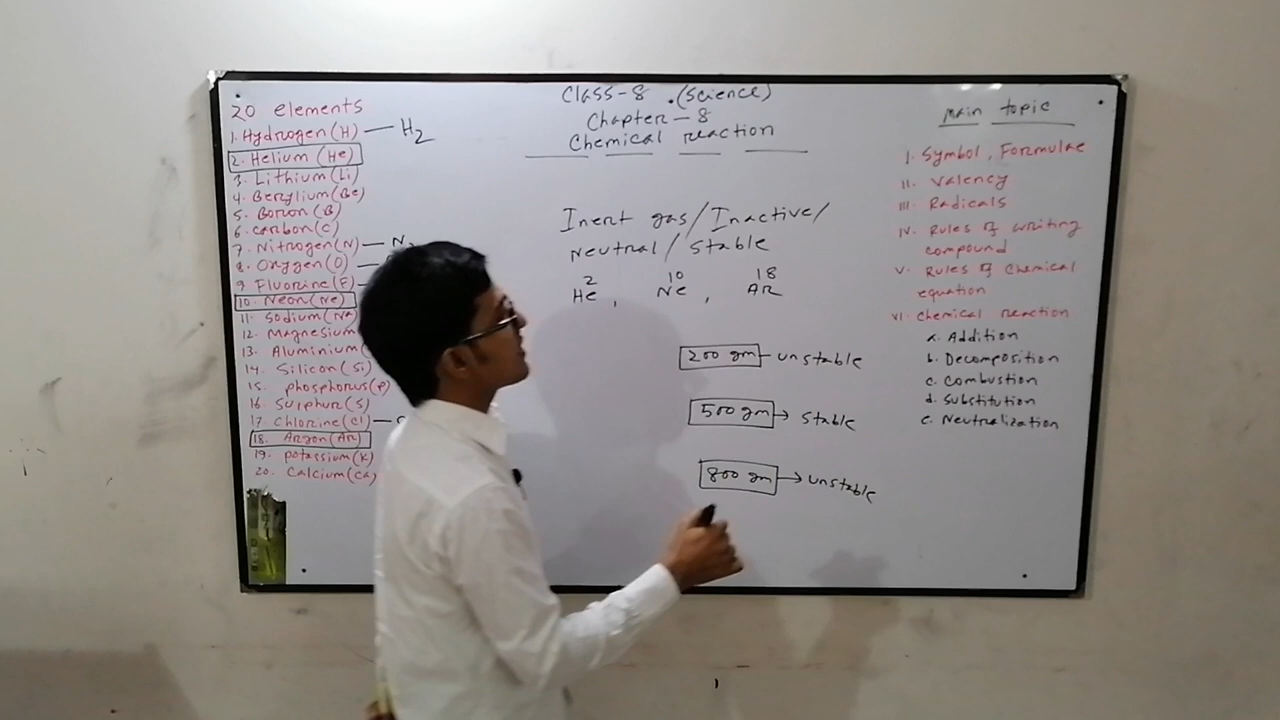 20 elements
1. Hydrogen (H) — H2
2. Helium (He)
3. Lithium (Li)
4. Berylium (Be)
5. Boron (B)
6. carbon (C)
7. Nitrogen (N) — N
8. Oxygen (O)
9 Fluorine (F
10. Neon (Ne)
11. Sodium (Na
12. Magnesium
13. Aluminium (
14. Silicon (Si
15. phosphorus (P)
16. Sulphur (S)
17. Chlorine (Cl)
18. Argon (Ar)
19. potassium (K)
20. Calcium (Ca)
Class-8 . (Science)
Chapter - 8
Chemical reaction
Inert gas / Inactive /
Neutral / Stable
2 10 18
He , Ne , Ar
200 gm — unstable
500 gm → stable
800 gm → unstable
main topic
I. Symbol , Formulae
II. Valency
III. Radicals
IV. Rules of writing
compound
V. Rules of Chemical
equation
VI. Chemical reaction
a. Addition
b. Decomposition
c. Combustion
d. Substitution
e. Neutralization